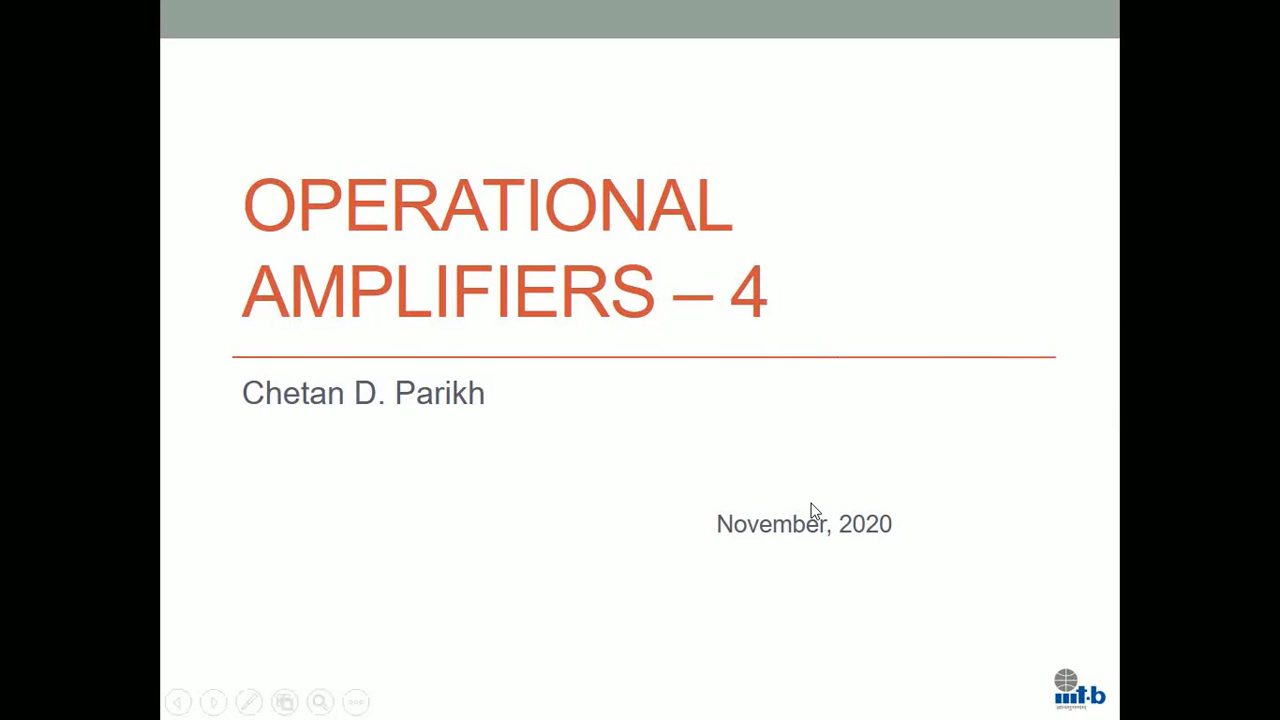 OPERATIONAL
AMPLIFIERS – 4
Chetan D. Parikh
November, 2020
iiit-b